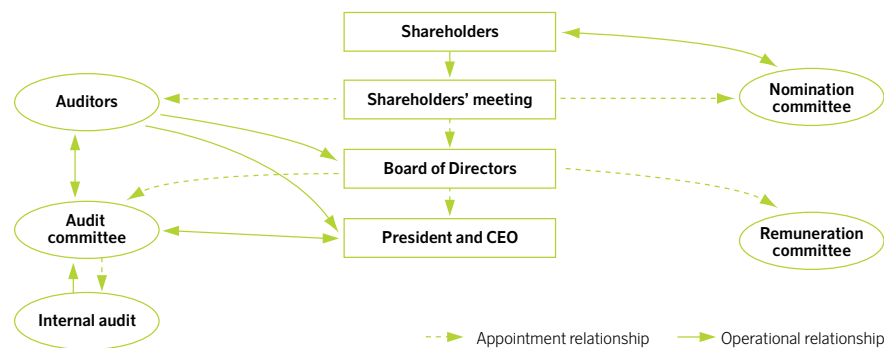 Shareholders
Auditors
Shareholders’ meeting
Nomination
committee
Board of Directors
Audit
committee
President and CEO
Remuneration
committee
Internal audit
Appointment relationship
Operational relationship